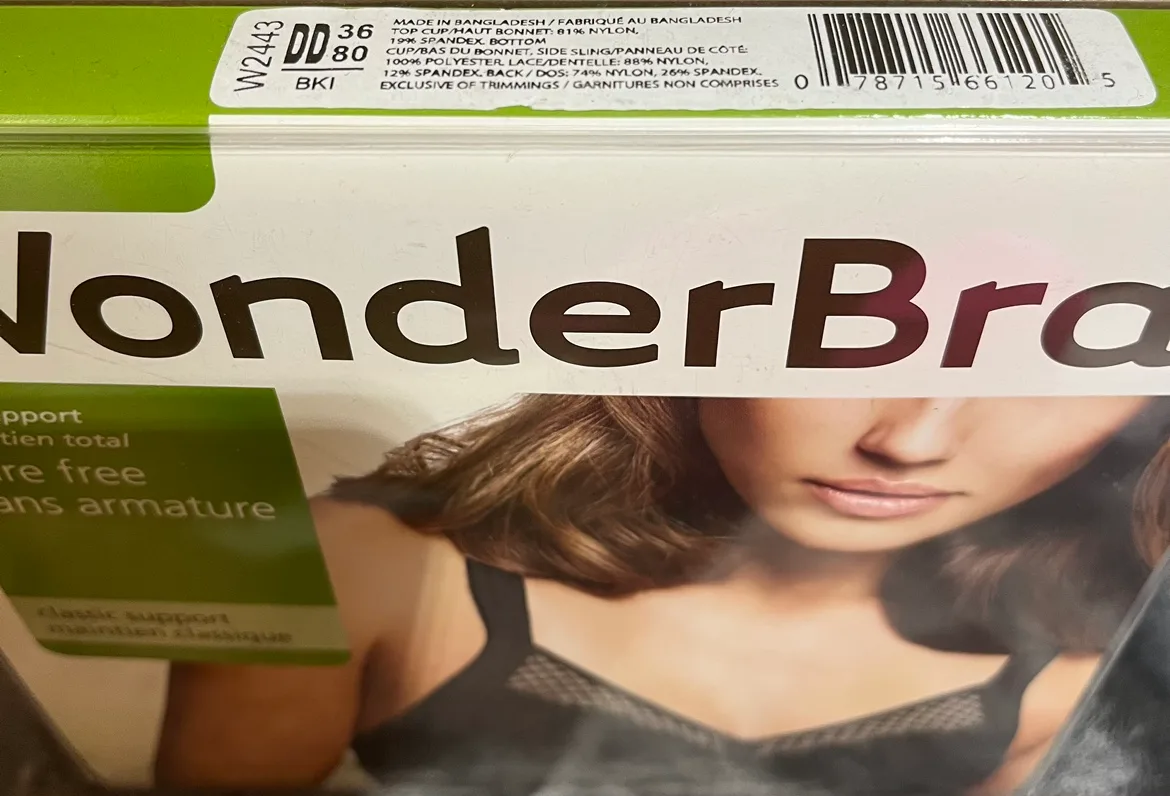 W2443
DD 36
80
BKI
MADE IN BANGLADESH / FABRIQUÉ AU BANGLADESH
TOP CUP/HAUT BONNET: 81% NYLON,
19% SPANDEX. BOTTOM
CUP/BAS DU BONNET, SIDE SLING/PANNEAU DE CÔTÉ:
100% POLYESTER. LACE/DENTELLE: 88% NYLON,
12% SPANDEX. BACK / DOS: 74% NYLON, 26% SPANDEX.
EXCLUSIVE OF TRIMMINGS / GARNITURES NON COMPRISES
0 78715 66120 5
WonderBra
pport
tien total
re free
ans armature
classic support
maintien classique